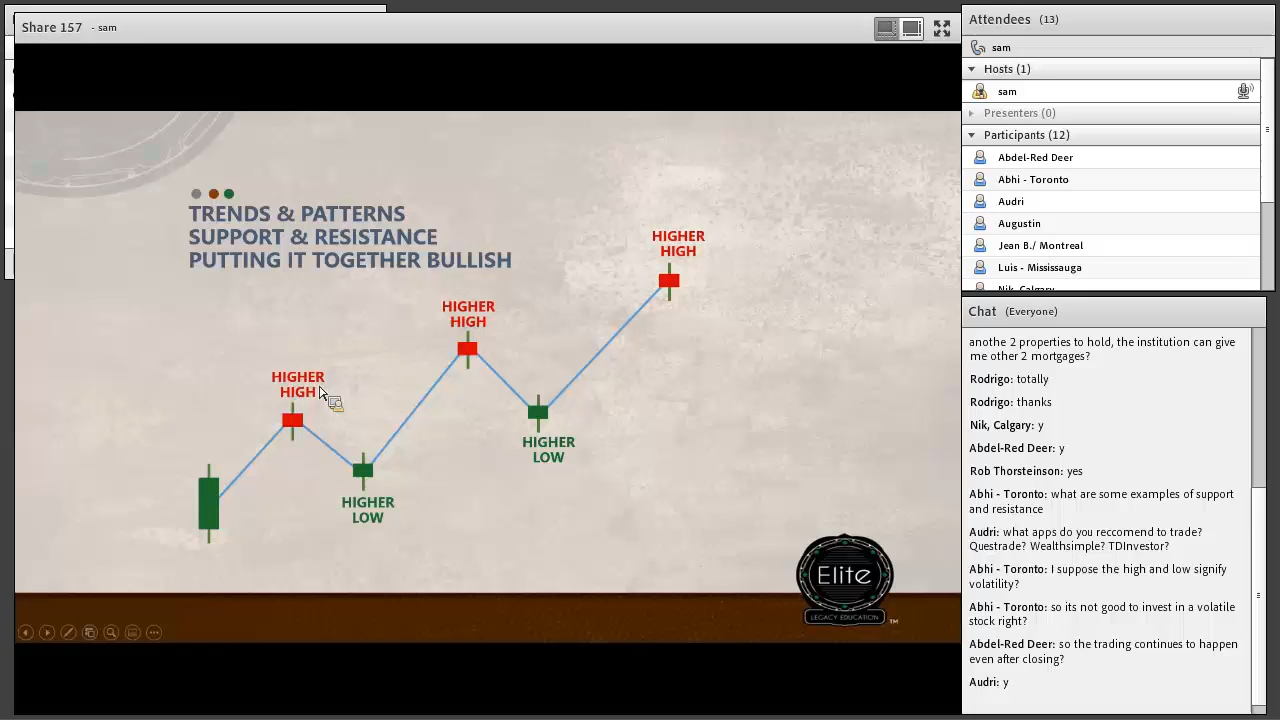 Share 157 - sam
TRENDS & PATTERNS
SUPPORT & RESISTANCE
PUTTING IT TOGETHER BULLISH
HIGHER
HIGH
HIGHER
HIGH
HIGHER
HIGH
HIGHER
LOW
HIGHER
LOW
Elite
LEGACY EDUCATION
TM
Attendees (13)
sam
Hosts (1)
sam
Presenters (0)
Participants (12)
Abdel-Red Deer
Abhi - Toronto
Audri
Augustin
Jean B./ Montreal
Luis - Mississauga
Nik, Calgary
Chat (Everyone)
anothe 2 properties to hold, the institution can give
me other 2 mortgages?
Rodrigo: totally
Rodrigo: thanks
Nik, Calgary: y
Abdel-Red Deer: y
Rob Thorsteinson: yes
Abhi - Toronto: what are some examples of support
and resistance
Audri: what apps do you reccomend to trade?
Questrade? Wealthsimple? TDInvestor?
Abhi - Toronto: I suppose the high and low signify
volatility?
Abhi - Toronto: so its not good to invest in a volatile
stock right?
Abdel-Red Deer: so the trading continues to happen
even after closing?
Audri: y